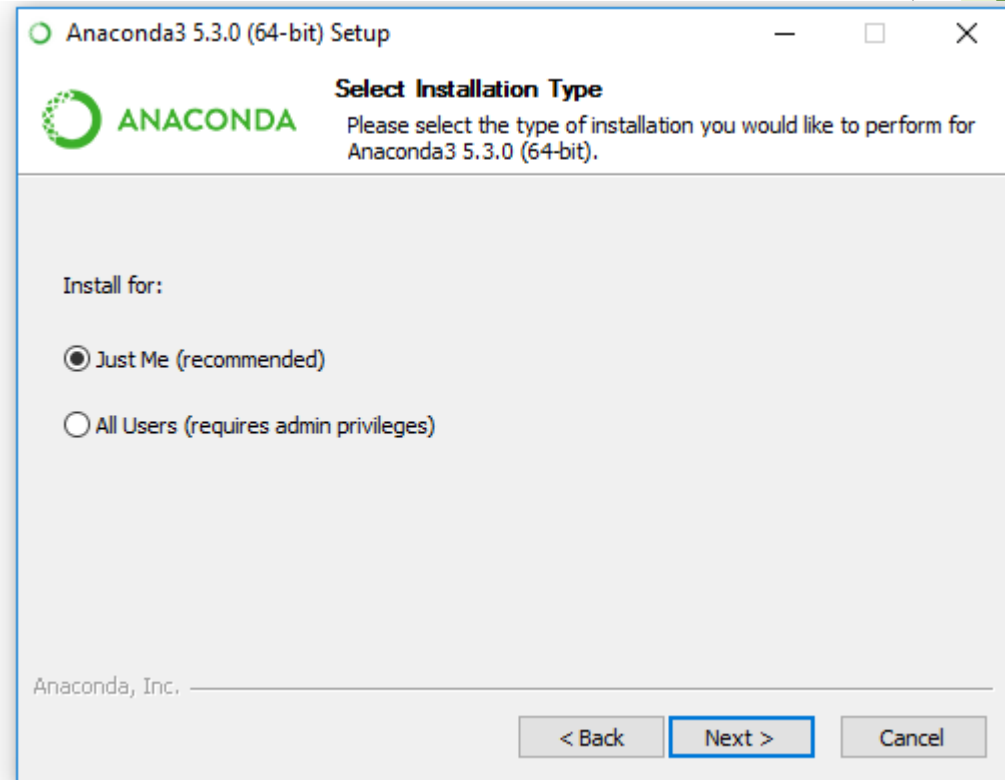 Anaconda3 5.3.0 (64-bit) Setup
ANACONDA
Select Installation Type
Please select the type of installation you would like to perform for
Anaconda3 5.3.0 (64-bit).
Install for:
Just Me (recommended)
All Users (requires admin privileges)
Anaconda, Inc.
< Back
Next >
Cancel